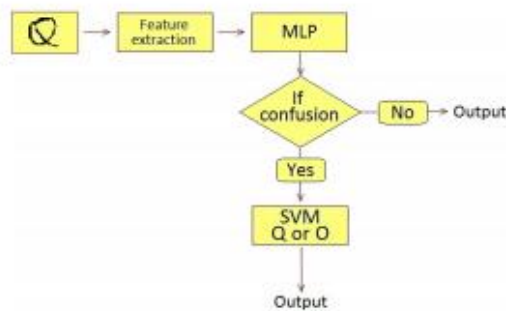 Q
Feature
extraction
MLP
If
confusion
No
Output
Yes
SVM
Q or O
Output